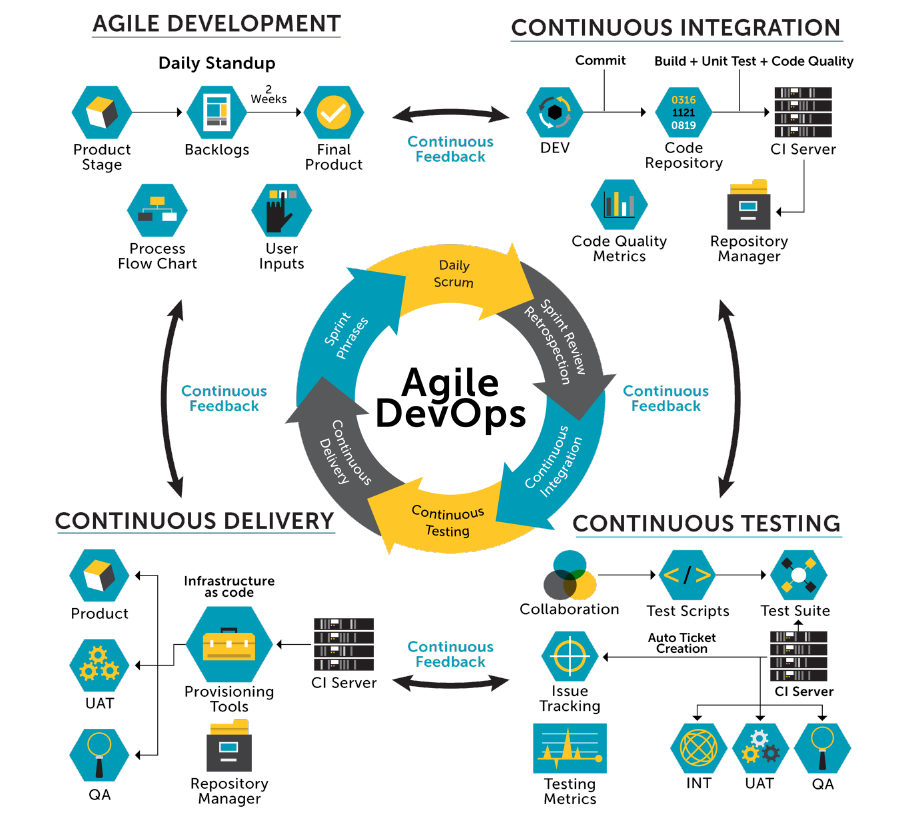 AGILE DEVELOPMENT
Daily Standup
2
Weeks
Product
Stage
Backlogs
Final
Product
Process
Flow Chart
User
Inputs
Continuous
Feedback
CONTINUOUS INTEGRATION
Commit
Build + Unit Test + Code Quality
0316
1121
0819
DEV
Code
Repository
CI Server
Code Quality
Metrics
Repository
Manager
Continuous
Feedback
Daily
Scrum
Sprint Review
Retrospection
Continuous
Integration
Continuous
Testing
Continuous
Delivery
Sprint
Phrases
Agile
DevOps
Continuous
Feedback
CONTINUOUS DELIVERY
Product
UAT
QA
Infrastructure
as code
Provisioning
Tools
CI Server
Repository
Manager
Continuous
Feedback
CONTINUOUS TESTING
Collaboration
</>
Test Scripts
Test Suite
Auto Ticket
Creation
Issue
Tracking
CI Server
Testing
Metrics
INT
UAT
QA